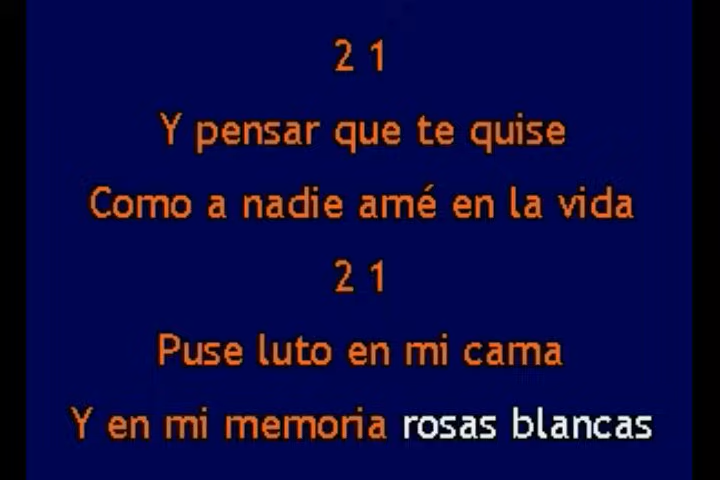 2 1
Y pensar que te quise
Como a nadie amé en la vida
2 1
Puse luto en mi cama
Y en mi memoria rosas blancas